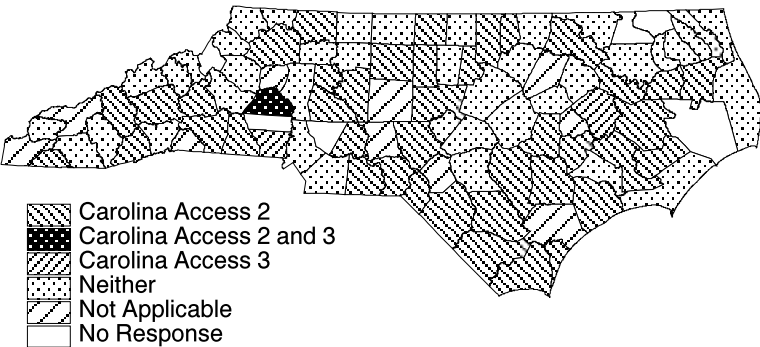 Carolina Access 2
Carolina Access 2 and 3
Carolina Access 3
Neither
Not Applicable
No Response